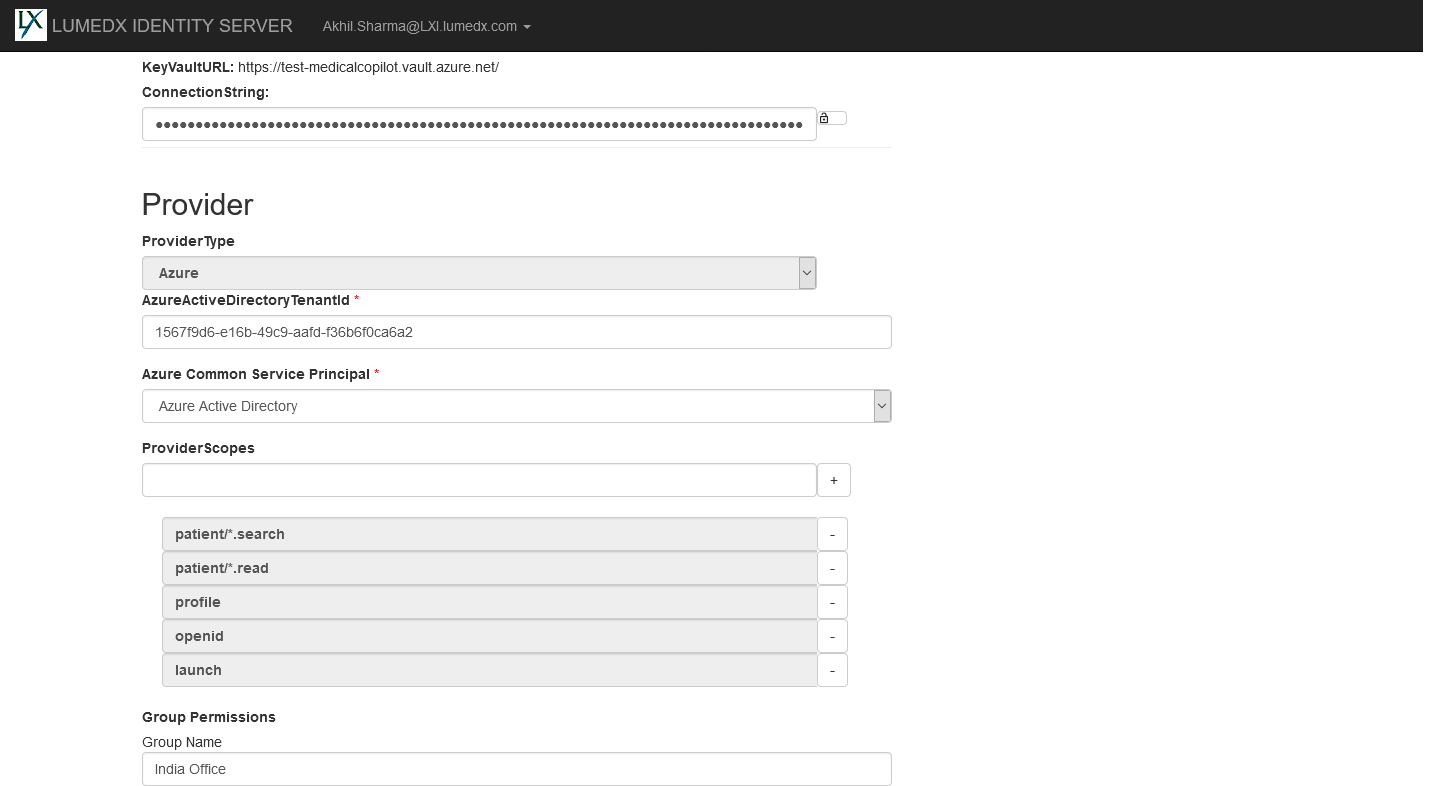 LX LUMEDX IDENTITY SERVER Akhil.Sharma@LXI.lumedx.com
KeyVaultURL: https://test-medicalcopilot.vault.azure.net/
ConnectionString:
Provider
ProviderType
Azure
AzureActiveDirectoryTenantId *
1567f9d6-e16b-49c9-aafd-f36b6f0ca6a2
Azure Common Service Principal *
Azure Active Directory
ProviderScopes
+
patient/*.search -
patient/*.read -
profile -
openid -
launch -
Group Permissions
Group Name
India Office